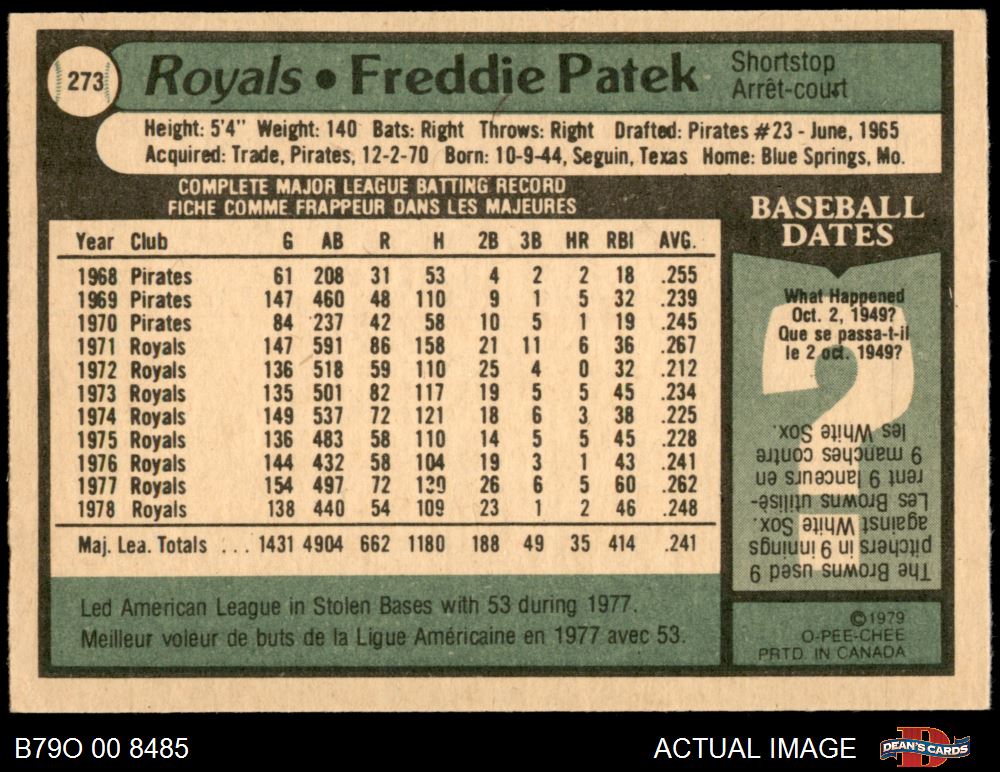 273
Royals • Freddie Patek
Shortstop
Arrêt-court
Height: 5'4" Weight: 140 Bats: Right Throws: Right Drafted: Pirates #23 - June, 1965
Acquired: Trade, Pirates, 12-2-70 Born: 10-9-44, Seguin, Texas Home: Blue Springs, Mo.
COMPLETE MAJOR LEAGUE BATTING RECORD
FICHE COMME FRAPPEUR DANS LES MAJEURES
Year Club G AB R H 2B 3B HR RBI AVG.
1968 Pirates 61 208 31 53 4 2 2 18 .255
1969 Pirates 147 460 48 110 9 1 5 32 .239
1970 Pirates 84 237 42 58 10 5 1 19 .245
1971 Royals 147 591 86 158 21 11 6 36 .267
1972 Royals 136 518 59 110 25 4 0 32 .212
1973 Royals 135 501 82 117 19 5 5 45 .234
1974 Royals 149 537 72 121 18 6 3 38 .225
1975 Royals 136 483 58 110 14 5 5 45 .228
1976 Royals 144 432 58 104 19 3 1 43 .241
1977 Royals 154 497 72 130 26 6 5 60 .262
1978 Royals 138 440 54 109 23 1 2 46 .248
Maj. Lea. Totals ... 1431 4904 662 1180 188 49 35 414 .241
Led American League in Stolen Bases with 53 during 1977.
Meilleur voleur de buts de la Ligue Américaine en 1977 avec 53.
BASEBALL
DATES
What Happened
Oct. 2, 1949?
Que se passa-t-il
le 2 oct. 1949?
The Browns used 9
pitchers in 9 innings
against White Sox.
Les Browns utilisè-
rent 9 lanceurs en
9 manches contre
les White Sox.
©1979
O-PEE-CHEE
PRTD. IN CANADA
B79O 00 8485
ACTUAL IMAGE
D
DEAN'S CARDS